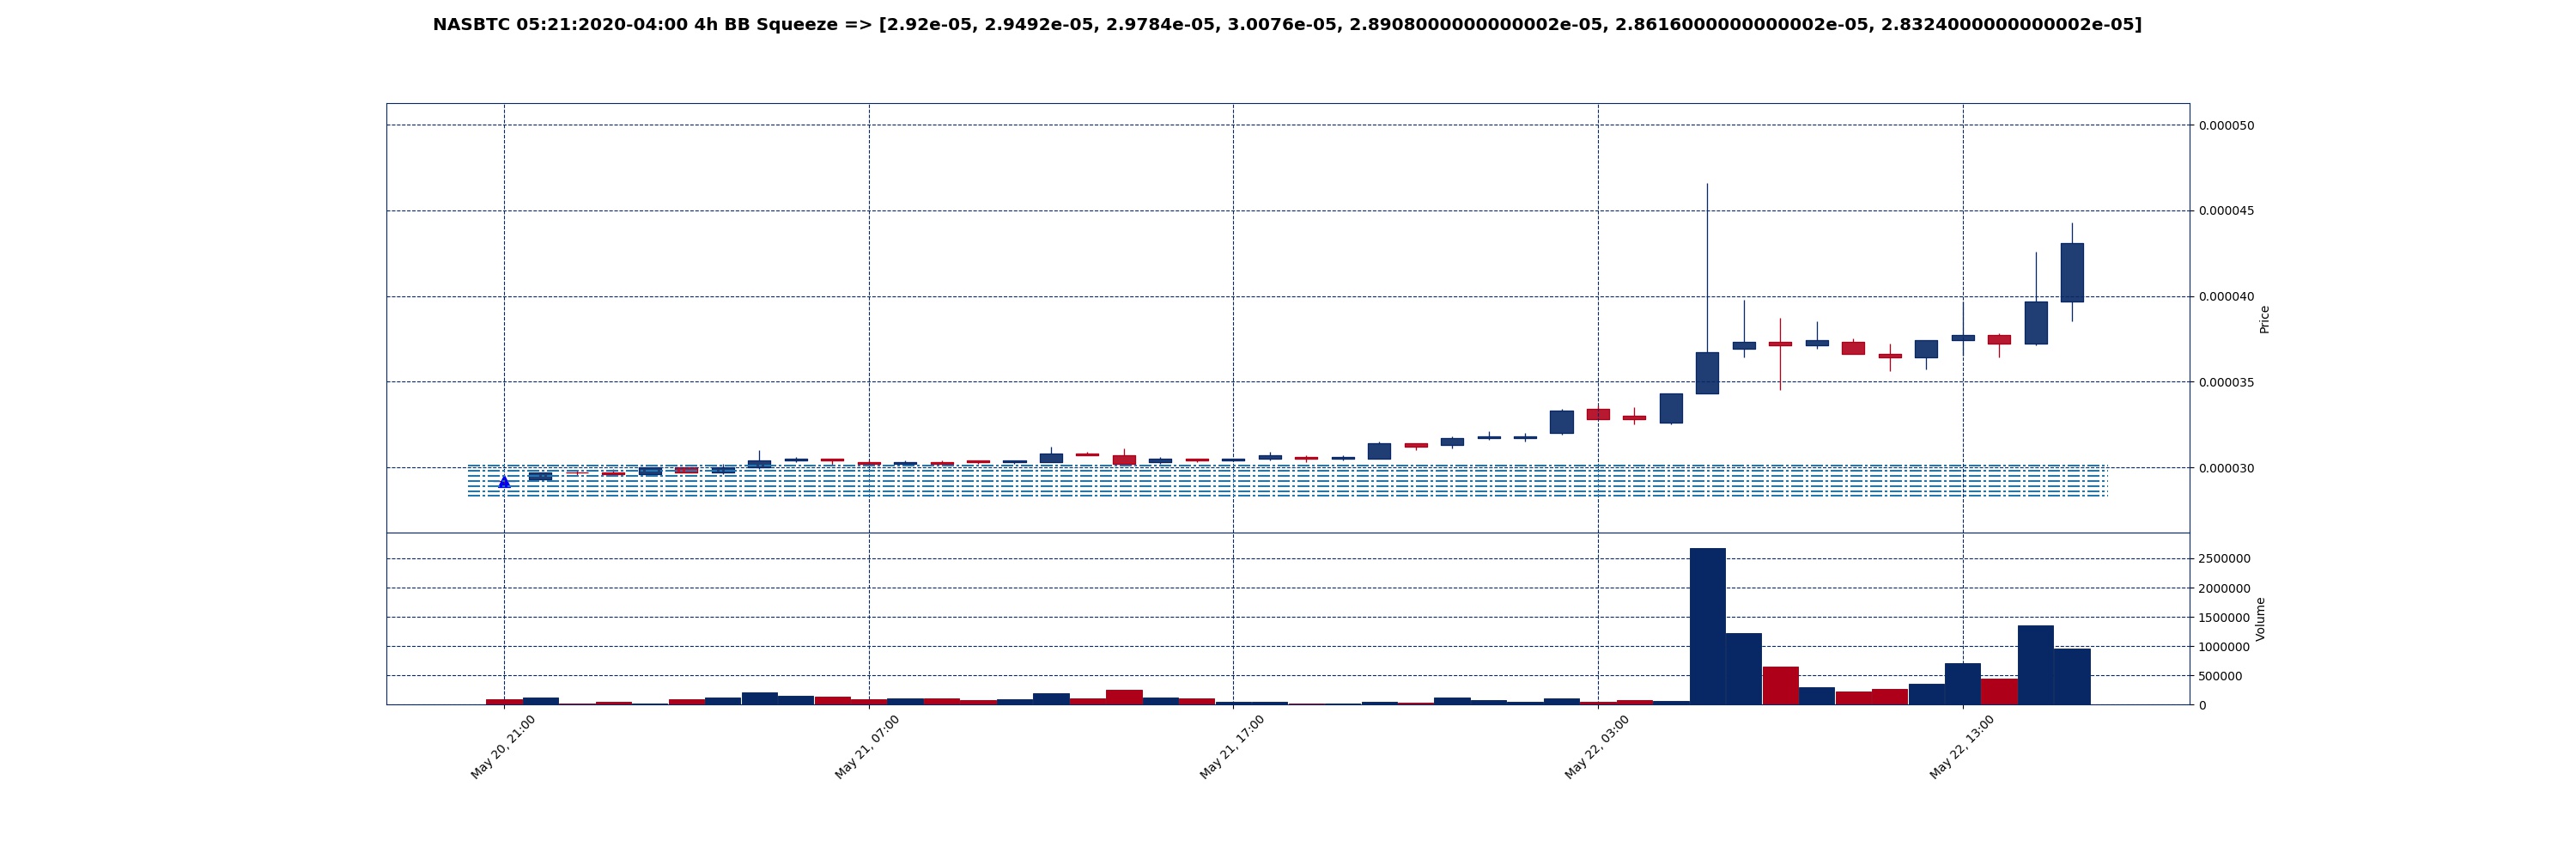 NASBTC 05:21:2020-04:00 4h BB Squeeze => [2.92e-05, 2.9492e-05, 2.9784e-05, 3.0076e-05, 2.8908000000000002e-05, 2.8616000000000002e-05, 2.8324000000000002e-05]
0.000050
0.000045
0.000040
Price
0.000035
0.000030
2500000
2000000
1500000
Volume
1000000
500000
0
May 20, 21:00
May 21, 07:00
May 21, 17:00
May 22, 03:00
May 22, 13:00